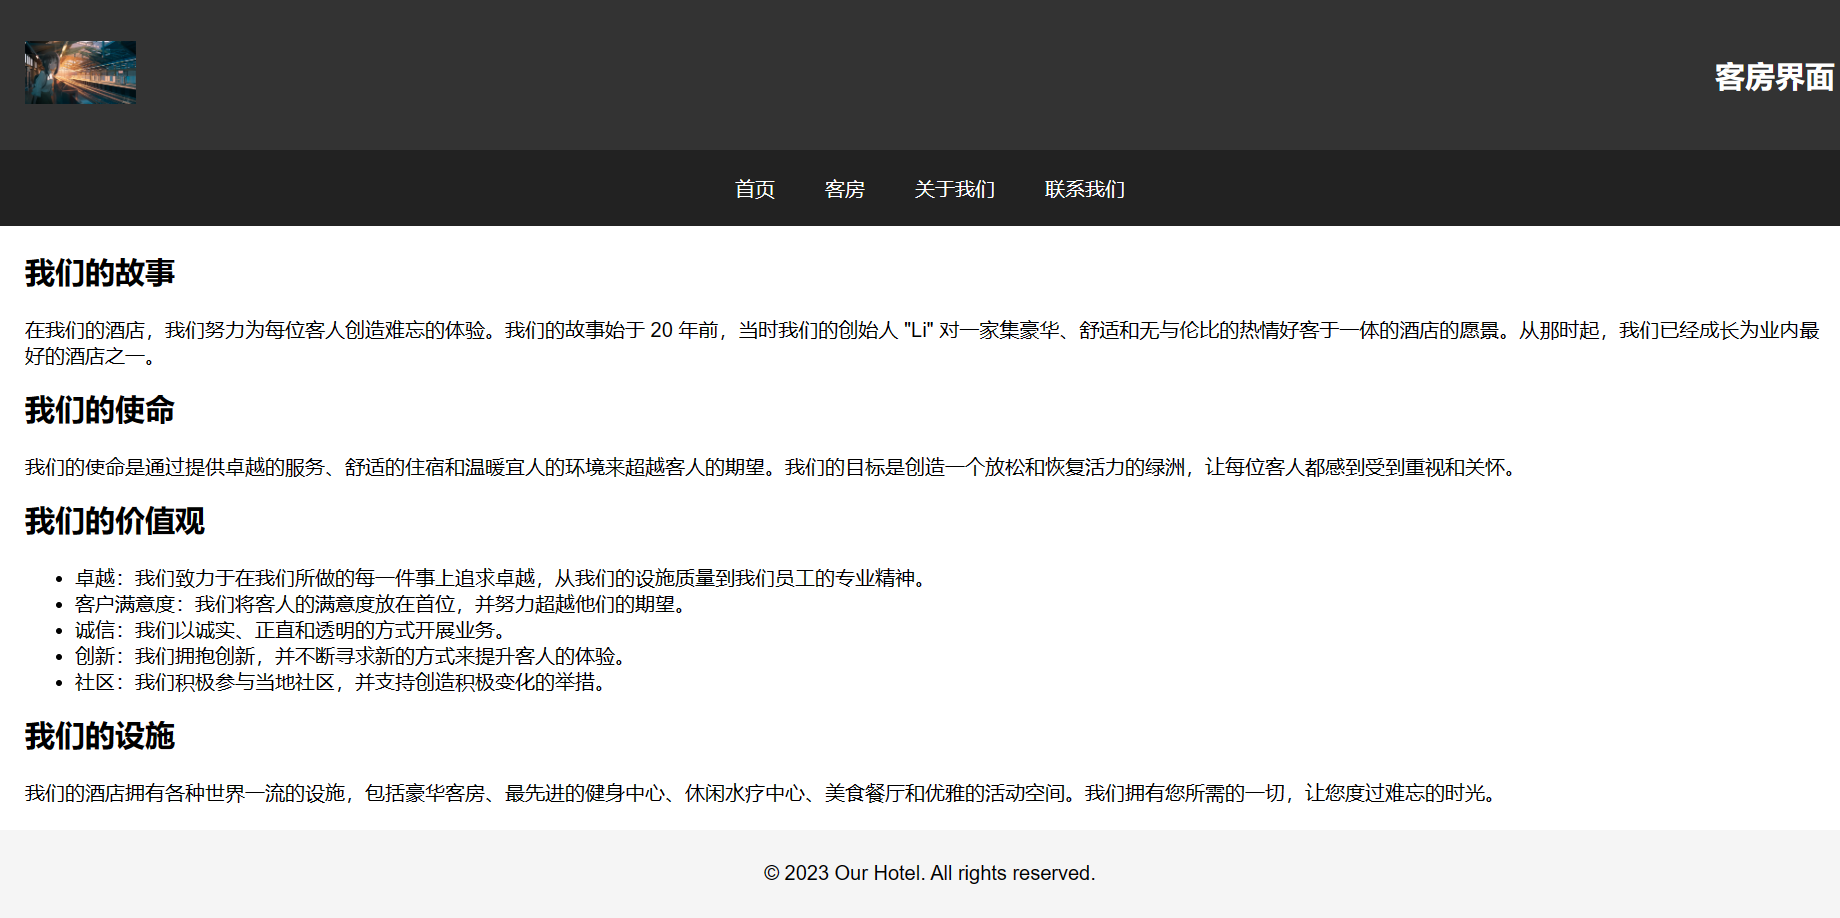 客房界面
首页 客房 关于我们 联系我们
我们的故事
在我们的酒店，我们努力为每位客人创造难忘的体验。我们的故事始于 20 年前，当时我们的创始人 "Li" 对一家集豪华、舒适和无与伦比的热情好客于一体的酒店的愿景。从那时起，我们已经成长为业内最
好的酒店之一。
我们的使命
我们的使命是通过提供卓越的服务、舒适的住宿和温暖宜人的环境来超越客人的期望。我们的目标是创造一个放松和恢复活力的绿洲，让每位客人都感到受到重视和关怀。
我们的价值观
• 卓越：我们致力于在我们所做的每一件事上追求卓越，从我们的设施质量到我们员工的专业精神。
• 客户满意度：我们将客人的满意度放在首位，并努力超越他们的期望。
• 诚信：我们以诚实、正直和透明的方式开展业务。
• 创新：我们拥抱创新，并不断寻求新的方式来提升客人的体验。
• 社区：我们积极参与当地社区，并支持创造积极变化的举措。
我们的设施
我们的酒店拥有各种世界一流的设施，包括豪华客房、最先进的健身中心、休闲水疗中心、美食餐厅和优雅的活动空间。我们拥有您所需的一切，让您度过难忘的时光。
© 2023 Our Hotel. All rights reserved.